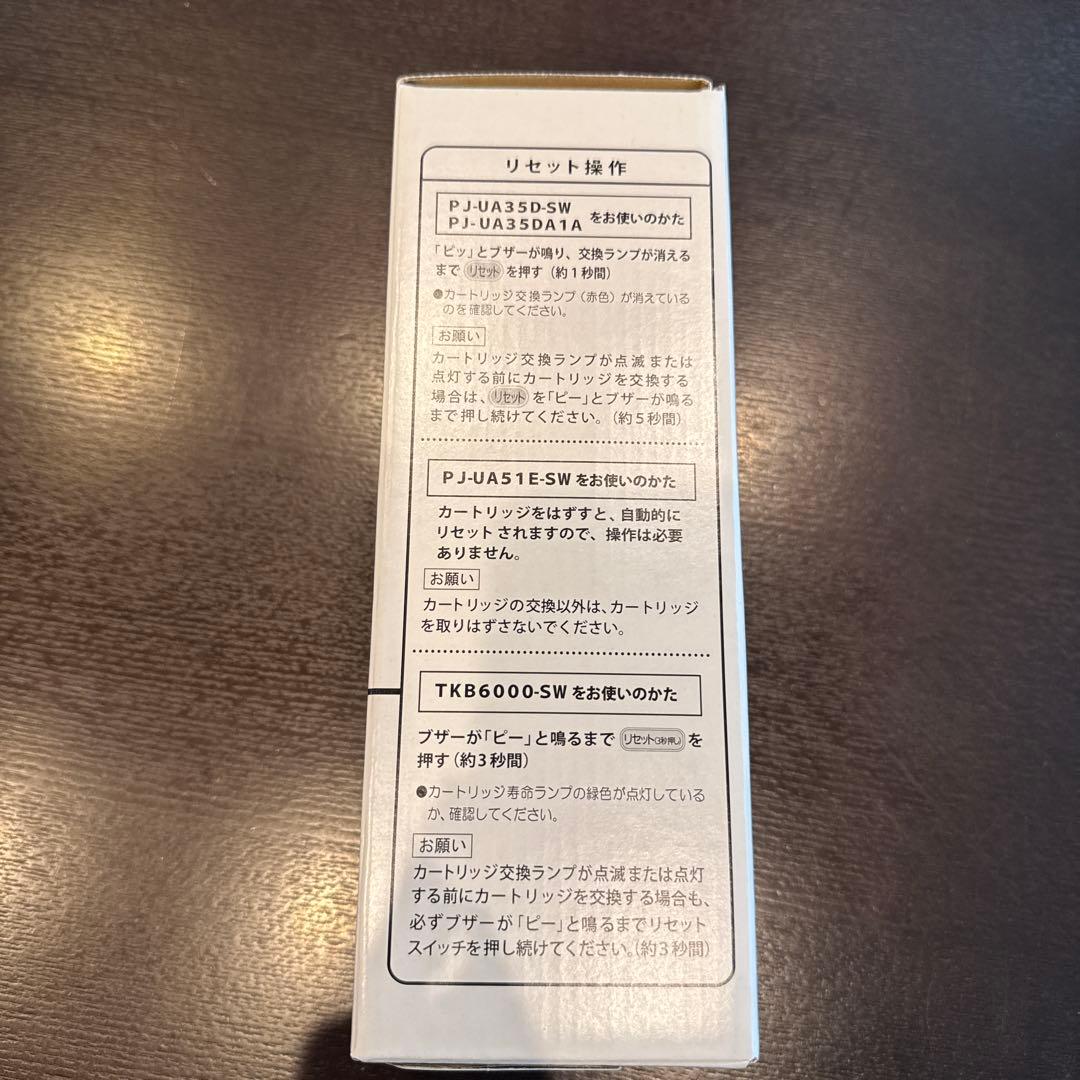 リセット操作
PJ-UA35D-SW
PJ-UA35DA1A をお使いのかた
「ピッ」とブザーが鳴り、交換ランプが消える
まで リセット を押す（約1秒間）
●カートリッジ交換ランプ（赤色）が消えている
のを確認してください。
お願い
カートリッジ交換ランプが点滅または
点灯する前にカートリッジを交換する
場合は、リセット を「ピー」とブザーが鳴る
まで押し続けてください。（約5秒間）
PJ-UA51E-SW をお使いのかた
カートリッジをはずすと、自動的に
リセットされますので、操作は必要
ありません。
お願い
カートリッジの交換以外は、カートリッジ
を取りはずさないでください。
TKB6000-SW をお使いのかた
ブザーが「ピー」と鳴るまで リセット(3秒押し) を
押す（約3秒間）
●カートリッジ寿命ランプの緑色が点灯している
か、確認してください。
お願い
カートリッジ交換ランプが点滅または点灯
する前にカートリッジを交換する場合も、
必ずブザーが「ピー」と鳴るまでリセット
スイッチを押し続けてください。（約3秒間）